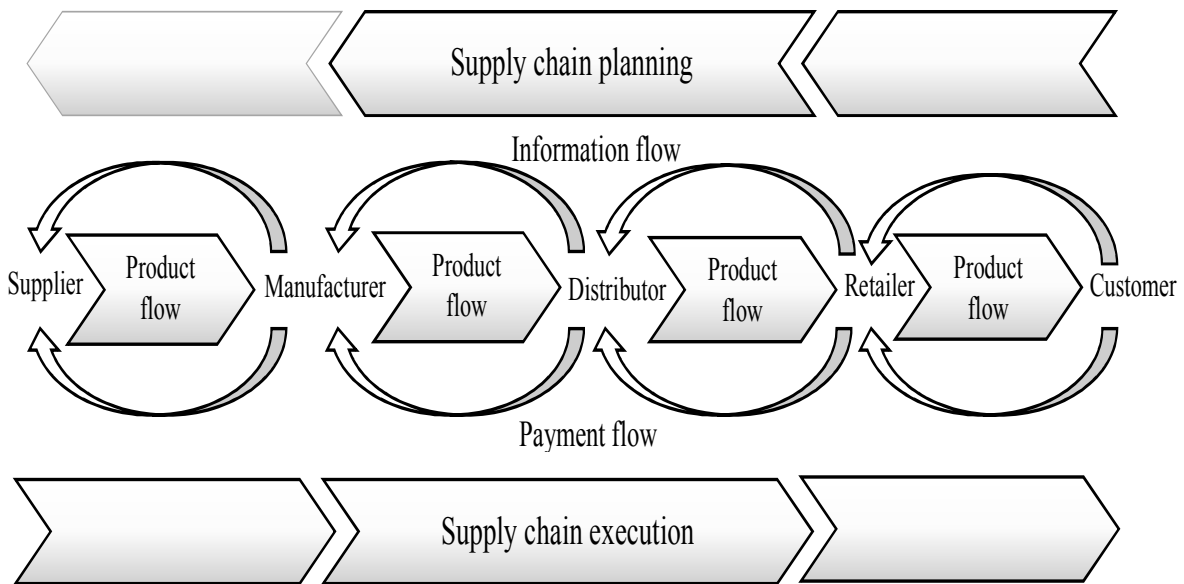 Supply chain planning
Information flow
Supplier
Product
flow
Manufacturer
Product
flow
Distributor
Product
flow
Retailer
Product
flow
Customer
Payment flow
Supply chain execution